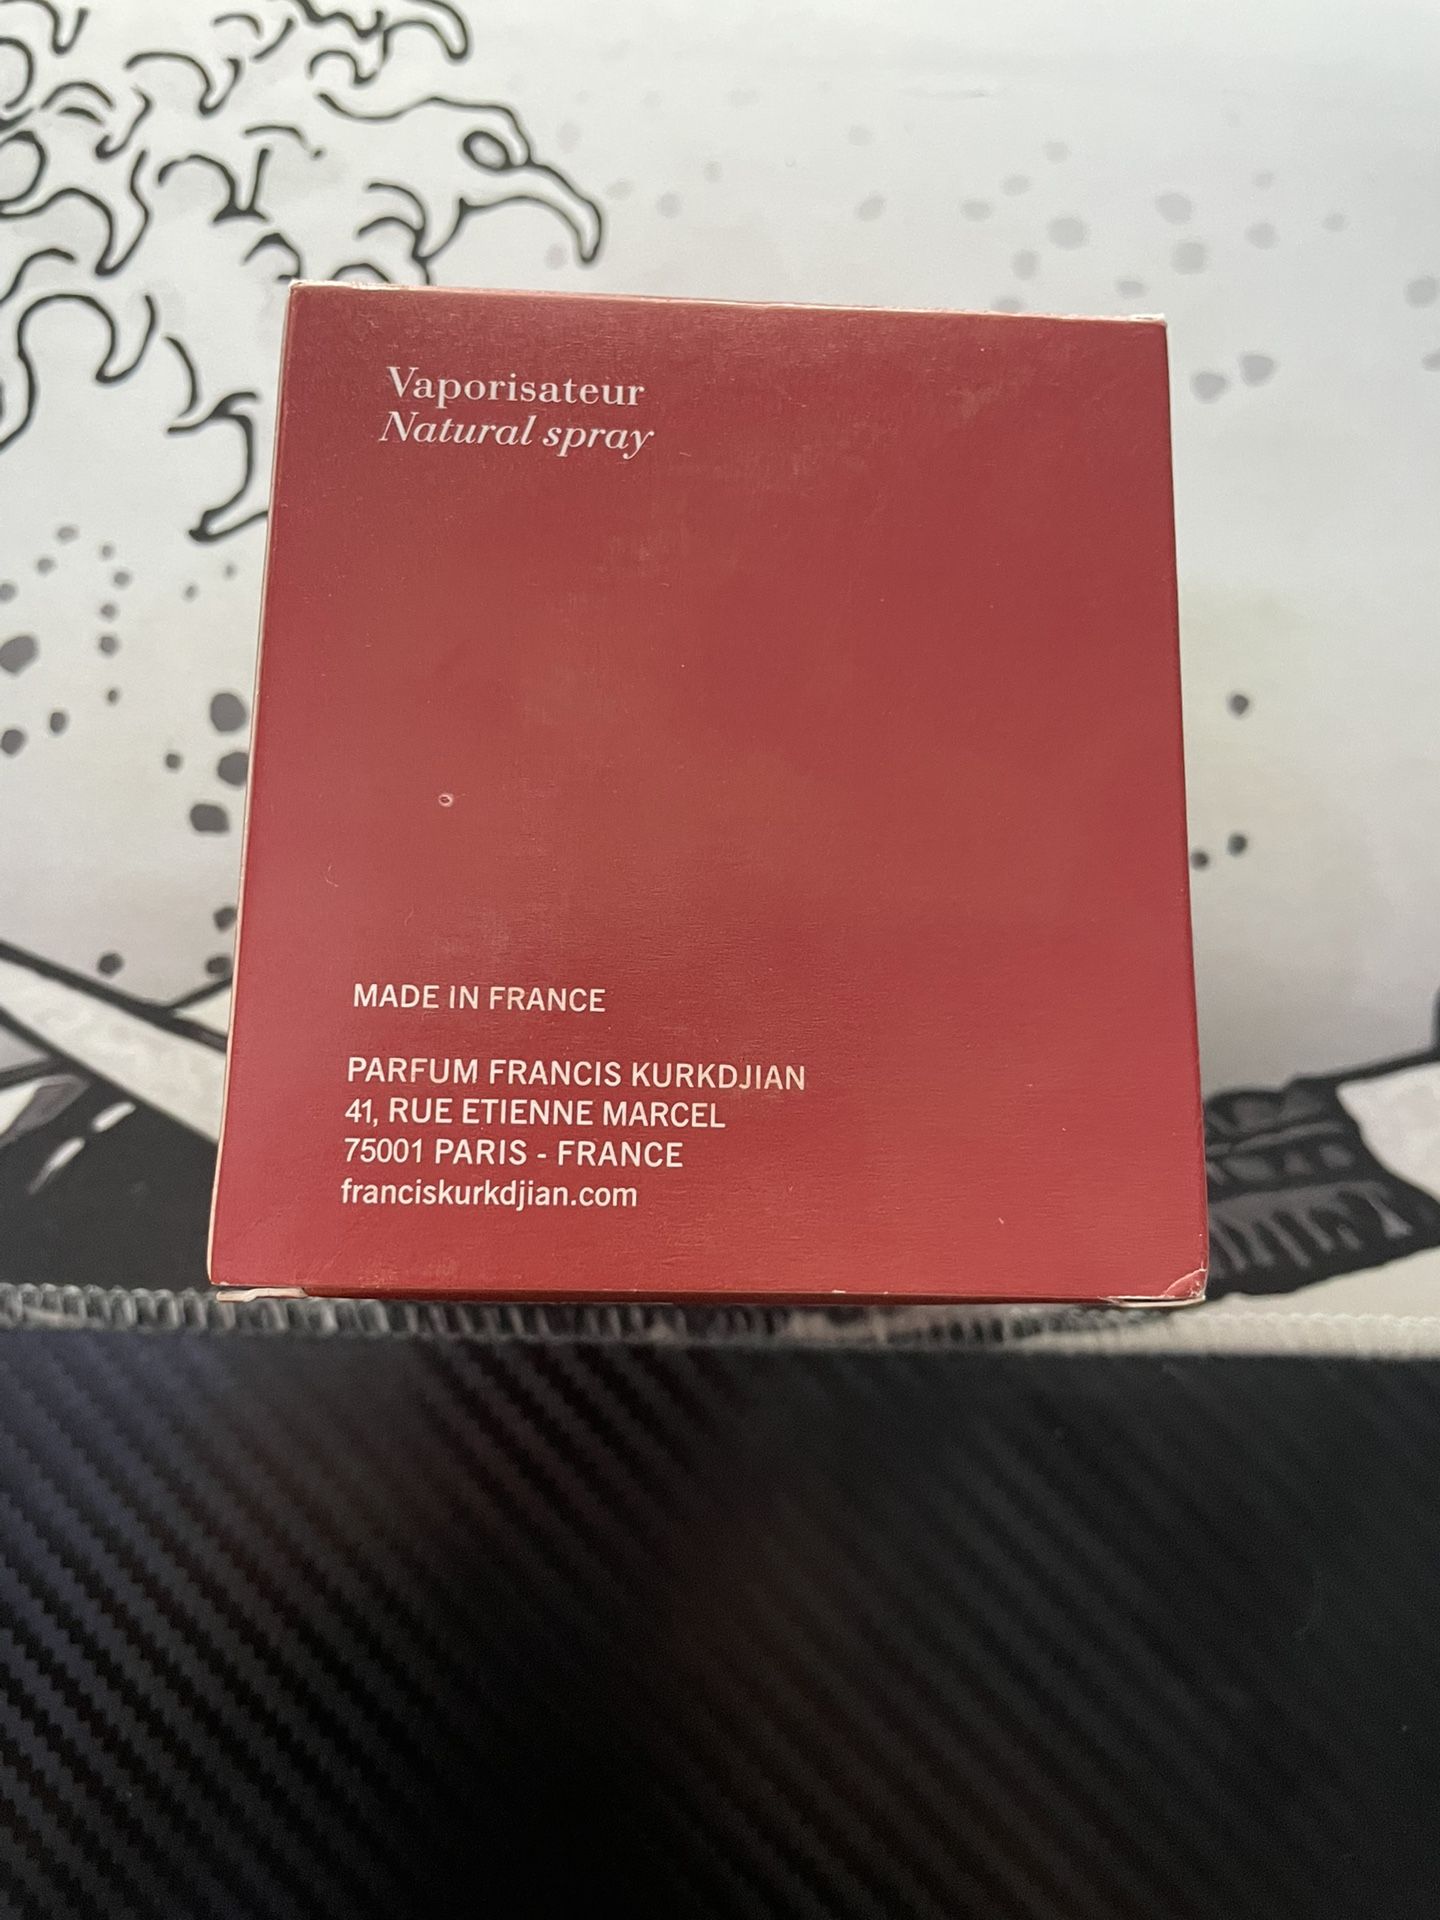 Vaporisateur
Natural spray
MADE IN FRANCE
PARFUM FRANCIS KURKDJIAN
41, RUE ETIENNE MARCEL
75001 PARIS - FRANCE
franciskurkdjian.com